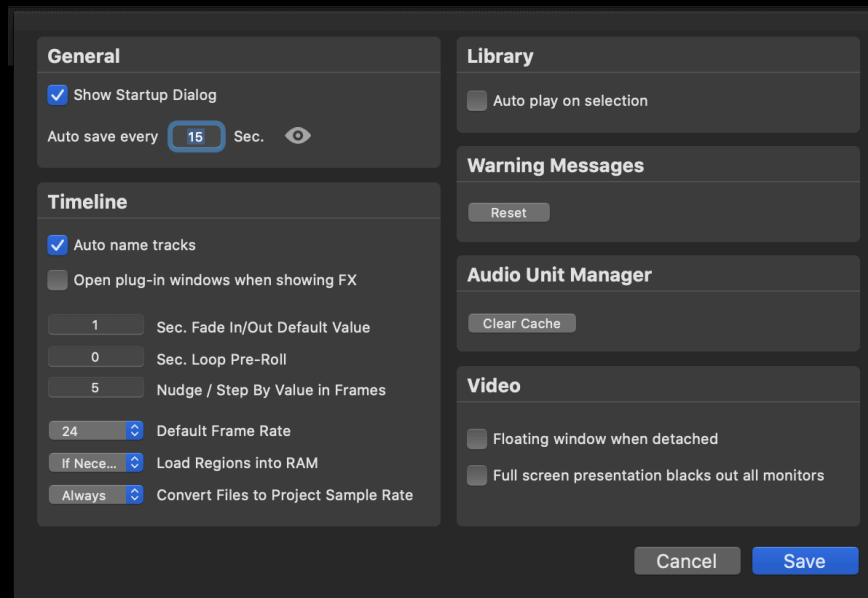 General
Show Startup Dialog
Auto save every 15 Sec.
Timeline
Auto name tracks
Open plug-in windows when showing FX
1 Sec. Fade In/Out Default Value
0 Sec. Loop Pre-Roll
5 Nudge / Step By Value in Frames
24 Default Frame Rate
If Nece... Load Regions into RAM
Always Convert Files to Project Sample Rate
Library
Auto play on selection
Warning Messages
Reset
Audio Unit Manager
Clear Cache
Video
Floating window when detached
Full screen presentation blacks out all monitors
Cancel Save